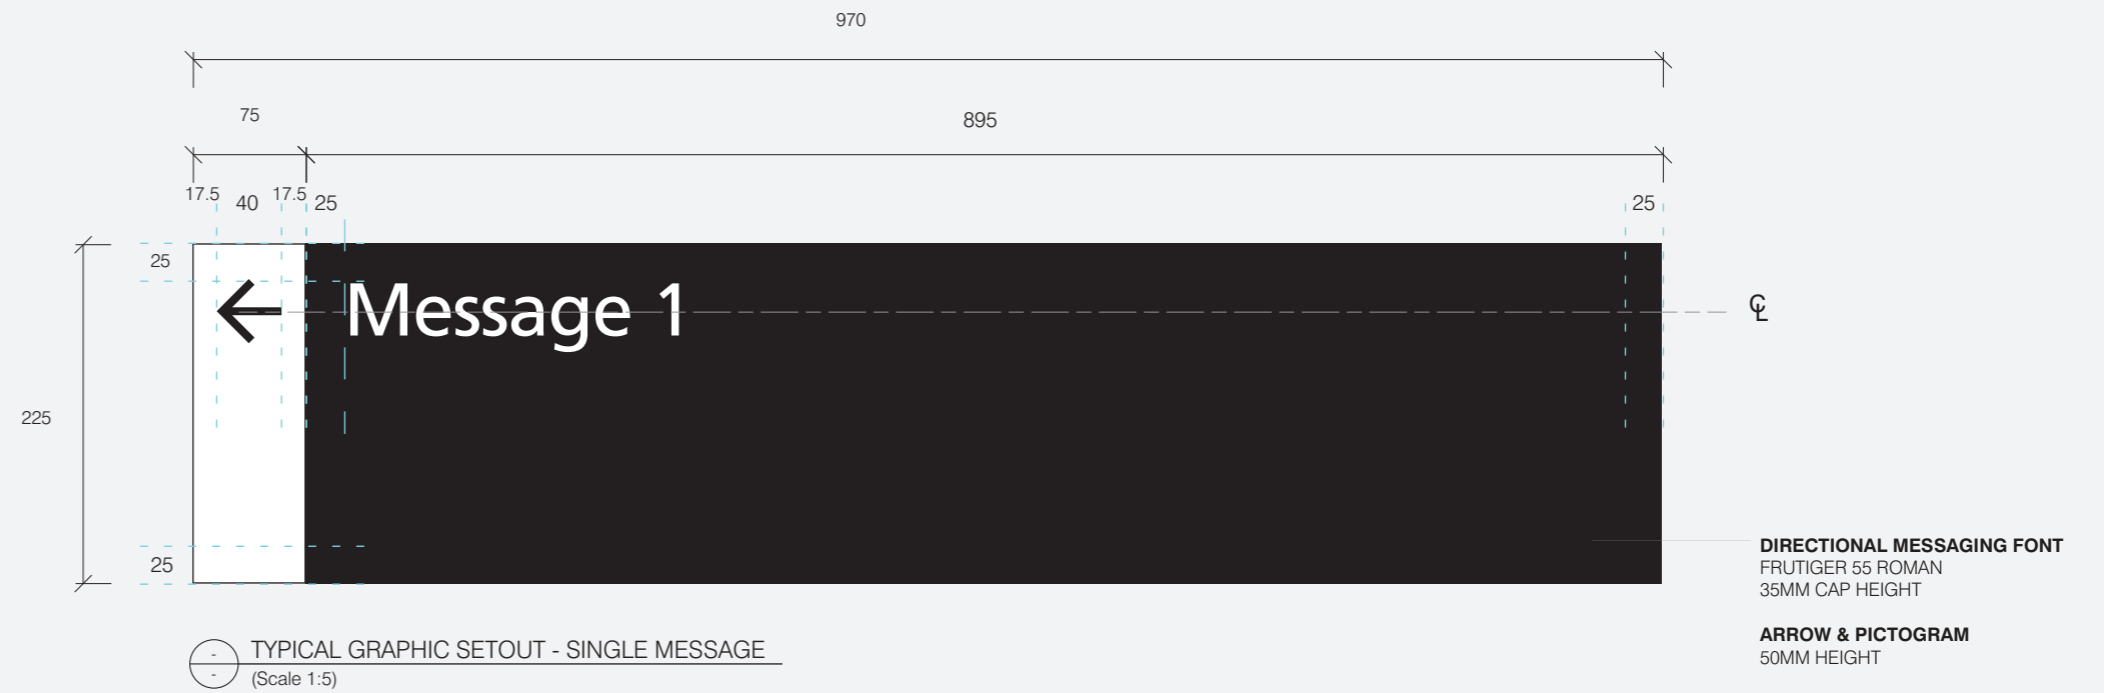 970
75
895
17.5
40
17.5
25
25
25
Message 1
℄
225
25
DIRECTIONAL MESSAGING FONT
FRUTIGER 55 ROMAN
35MM CAP HEIGHT
ARROW & PICTOGRAM
50MM HEIGHT
-
-
TYPICAL GRAPHIC SETOUT - SINGLE MESSAGE
(Scale 1:5)